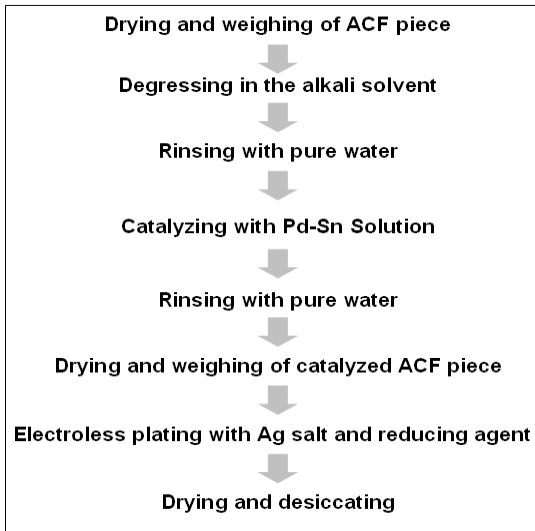 Drying and weighing of ACF piece
Degressing in the alkali solvent
Rinsing with pure water
Catalyzing with Pd-Sn Solution
Rinsing with pure water
Drying and weighing of catalyzed ACF piece
Electroless plating with Ag salt and reducing agent
Drying and desiccating